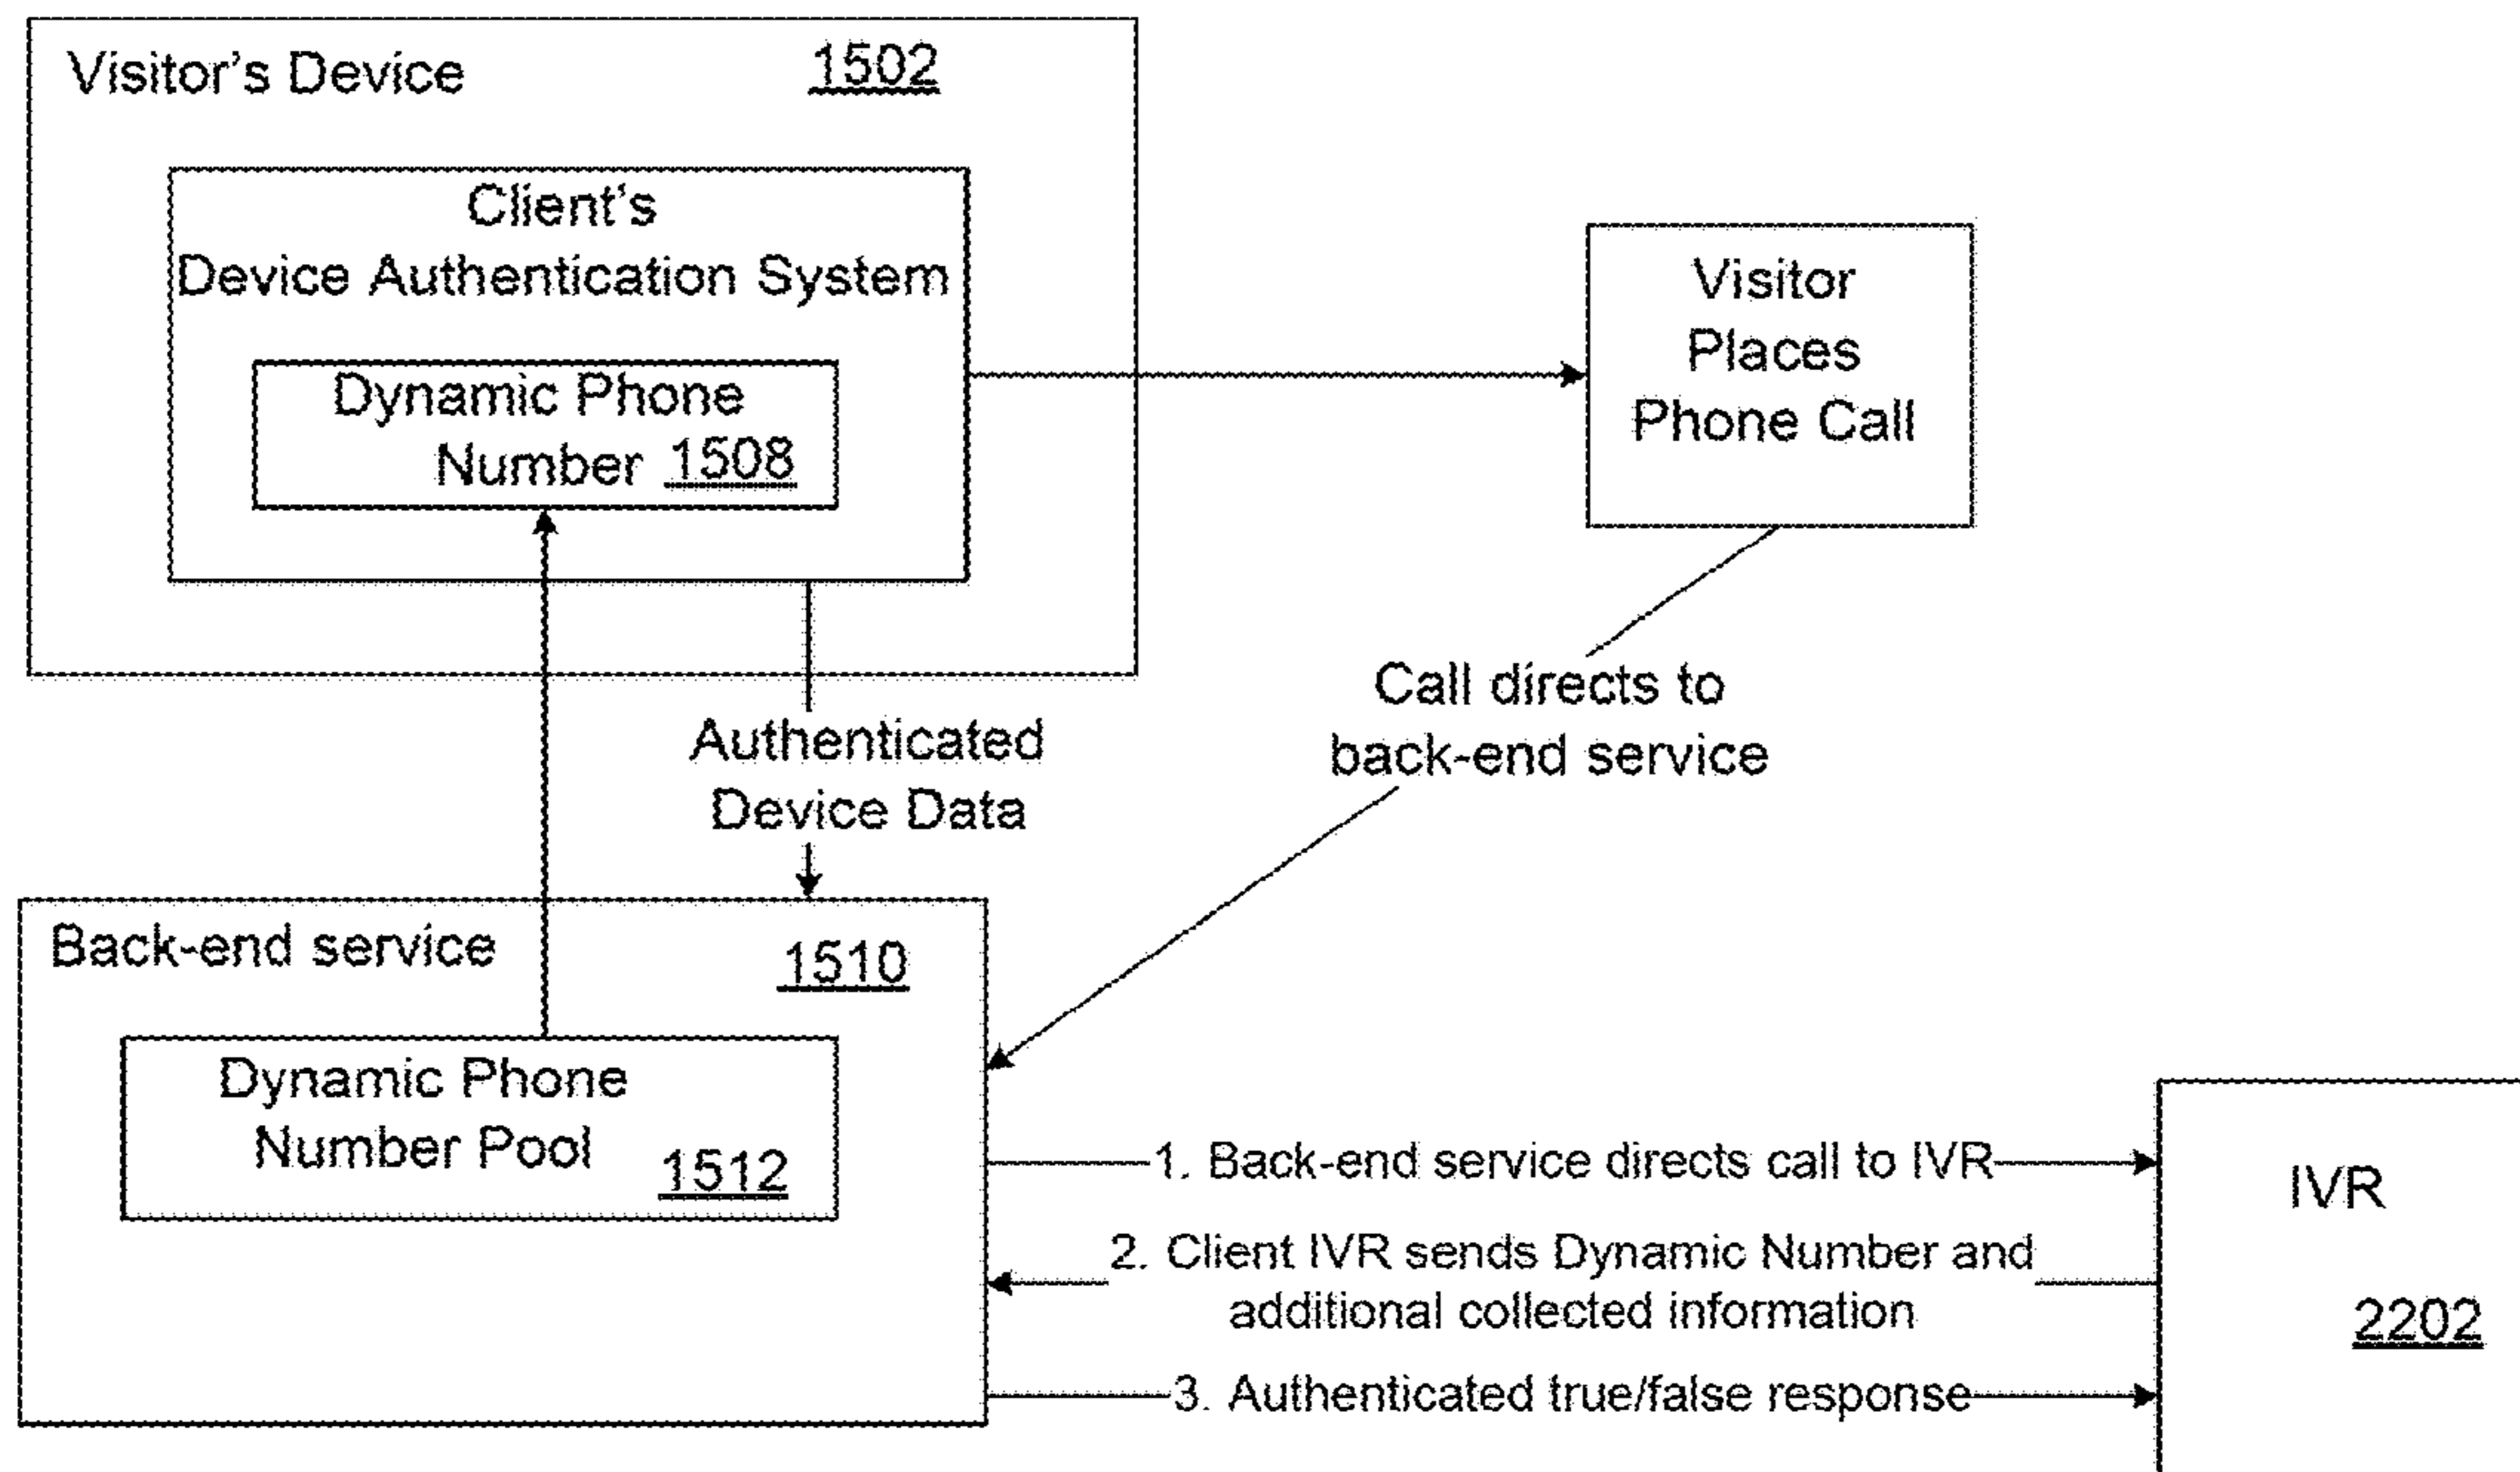 Visitor's Device 1502
Client's
Device Authentication System
Dynamic Phone
Number 1508
Visitor
Places
Phone Call
Call directs to
back-end service
Authenticated
Device Data
Back-end service 1510
Dynamic Phone
Number Pool 1512
1. Back-end service directs call to IVR
2. Client IVR sends Dynamic Number and
additional collected information
3. Authenticated true/false response
IVR
2202